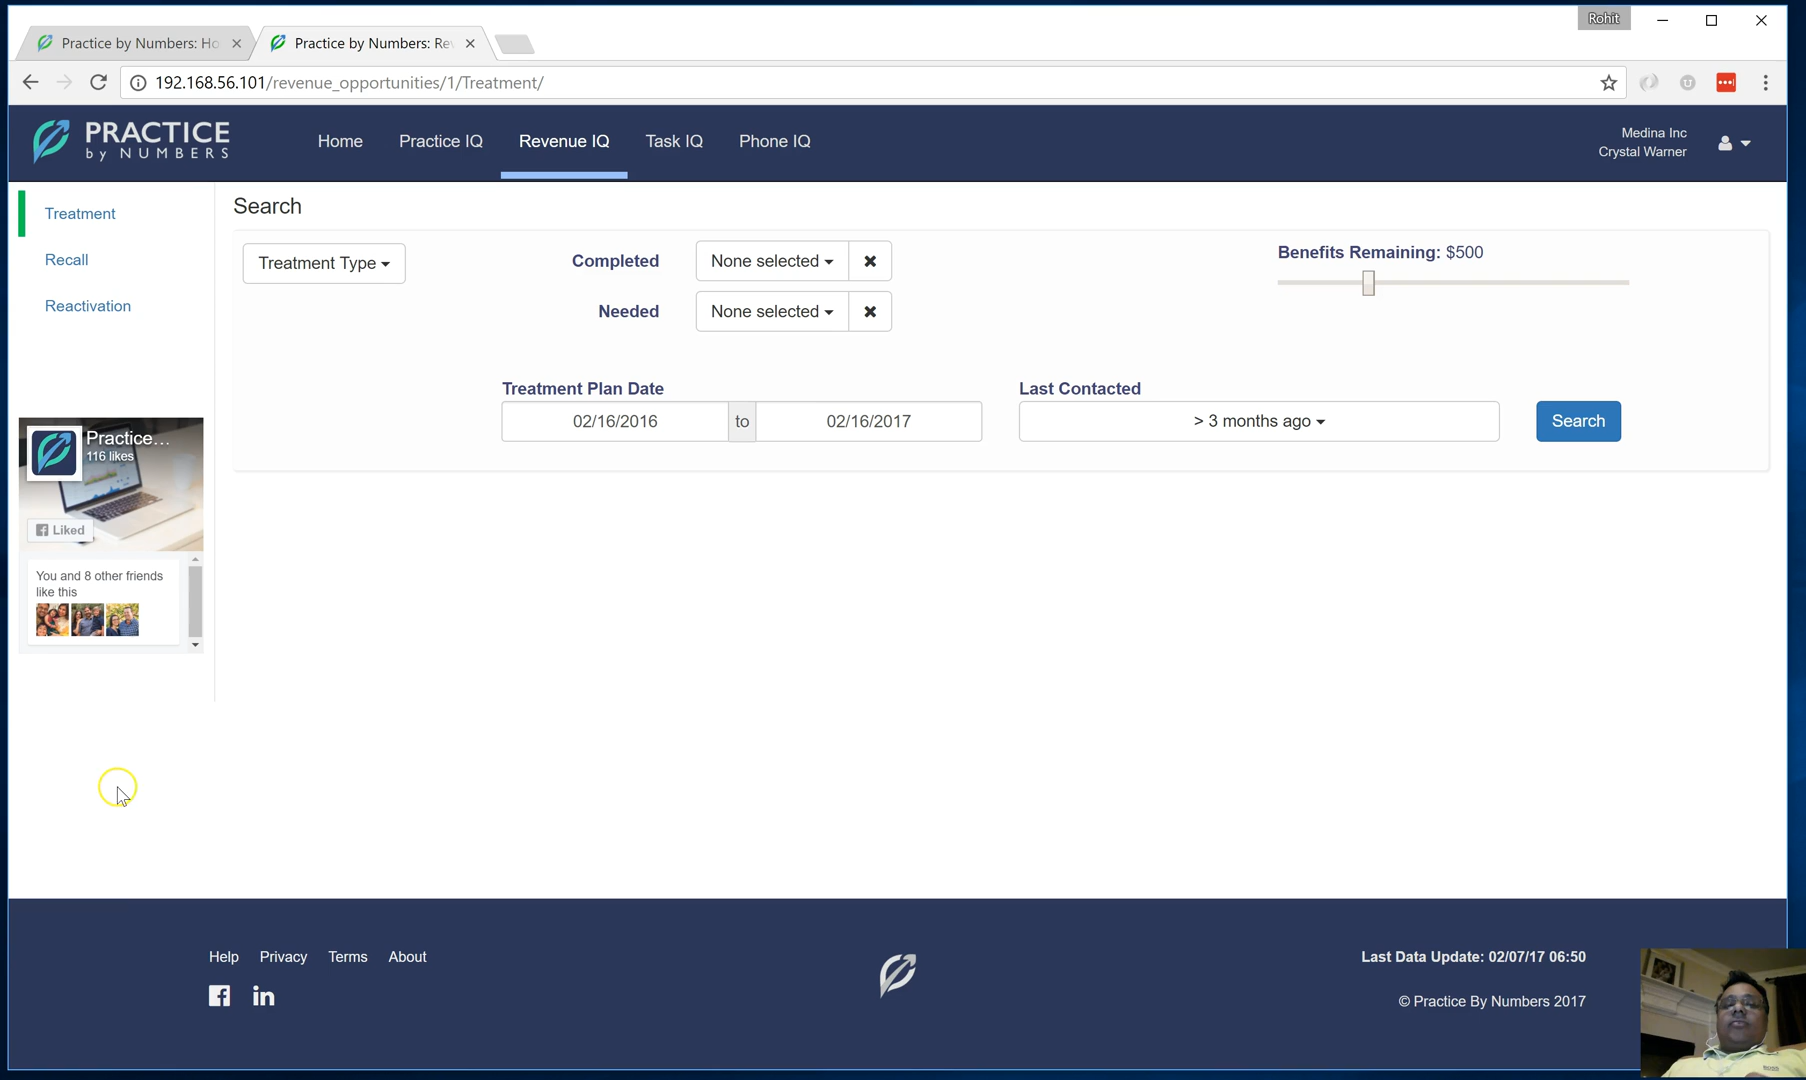 Rohit
Practice by Numbers: Ho
Practice by Numbers: Rev
192.168.56.101/revenue_opportunities/1/Treatment/
PRACTICE
by NUMBERS
Home
Practice IQ
Revenue IQ
Task IQ
Phone IQ
Medina Inc
Crystal Warner
Treatment
Recall
Reactivation
Search
Treatment Type
Completed
None selected
Needed
None selected
Benefits Remaining: $500
Treatment Plan Date
02/16/2016
to
02/16/2017
Last Contacted
> 3 months ago
Search
Practice...
116 likes
Liked
You and 8 other friends
like this
Help
Privacy
Terms
About
Last Data Update: 02/07/17 06:50
© Practice By Numbers 2017